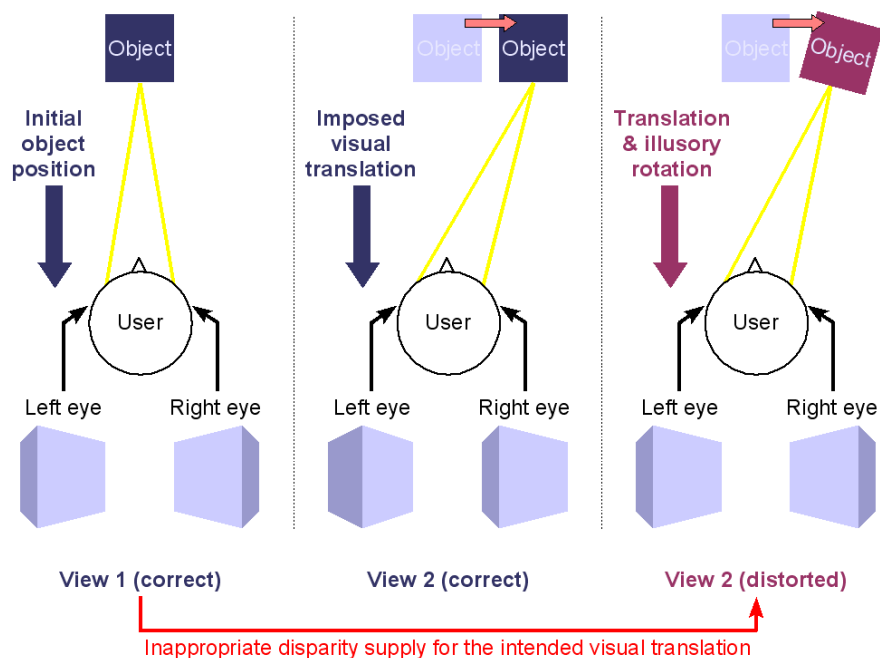 Object
Object
Object
Object
Object
Initial
object
position
Imposed
visual
translation
Translation
& illusory
rotation
User
User
User
Left eye
Right eye
Left eye
Right eye
Left eye
Right eye
View 1 (correct)
View 2 (correct)
View 2 (distorted)
Inappropriate disparity supply for the intended visual translation